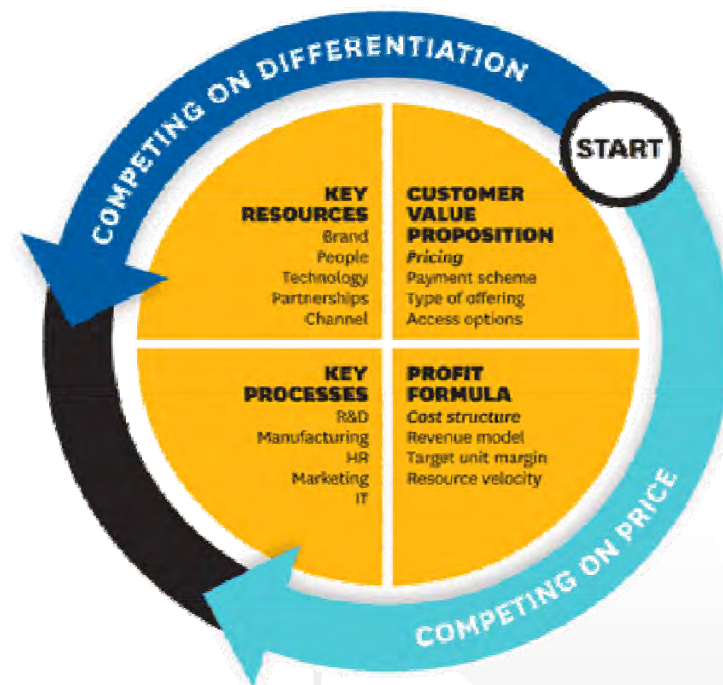 COMPETING ON DIFFERENTIATION
START
KEY
RESOURCES
Brand
People
Technology
Partnerships
Channel
CUSTOMER
VALUE
PROPOSITION
Pricing
Payment scheme
Type of offering
Access options
KEY
PROCESSES
R&D
Manufacturing
HR
Marketing
IT
PROFIT
FORMULA
Cost structure
Revenue model
Target unit margin
Resource velocity
COMPETING ON PRICE